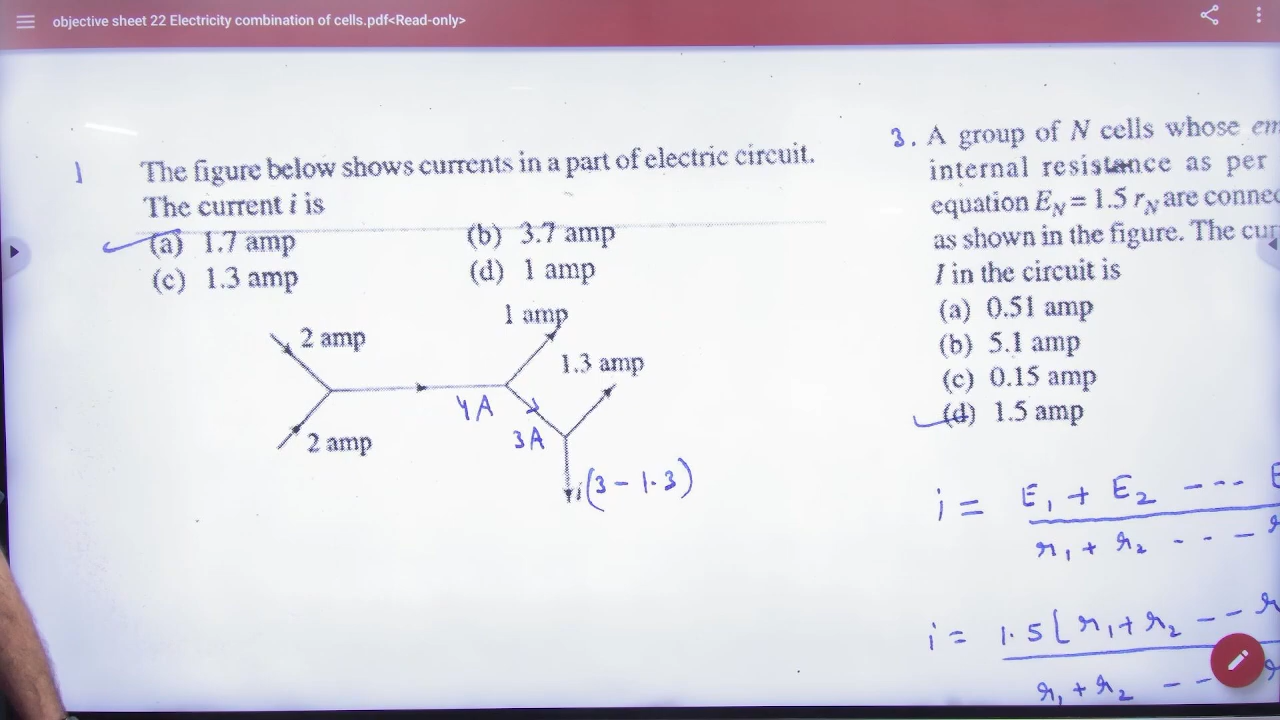 objective sheet 22 Electricity combination of cells.pdf<Read-only>
1 The figure below shows currents in a part of electric circuit.
The current i is
(a) 1.7 amp (b) 3.7 amp
(c) 1.3 amp (d) 1 amp
1 amp
2 amp
1.3 amp
4 A
3 A
2 amp
i (3 - 1.3)
3. A group of N cells whose em
internal resistance as per
equation E_N = 1.5 r_N are connec
as shown in the figure. The cur
I in the circuit is
(a) 0.51 amp
(b) 5.1 amp
(c) 0.15 amp
(d) 1.5 amp
i = E₁ + E₂ --- E
r₁ + r₂ - - -
i = 1.5 [ r₁ + r₂ - - r
r₁ + r₂ - -